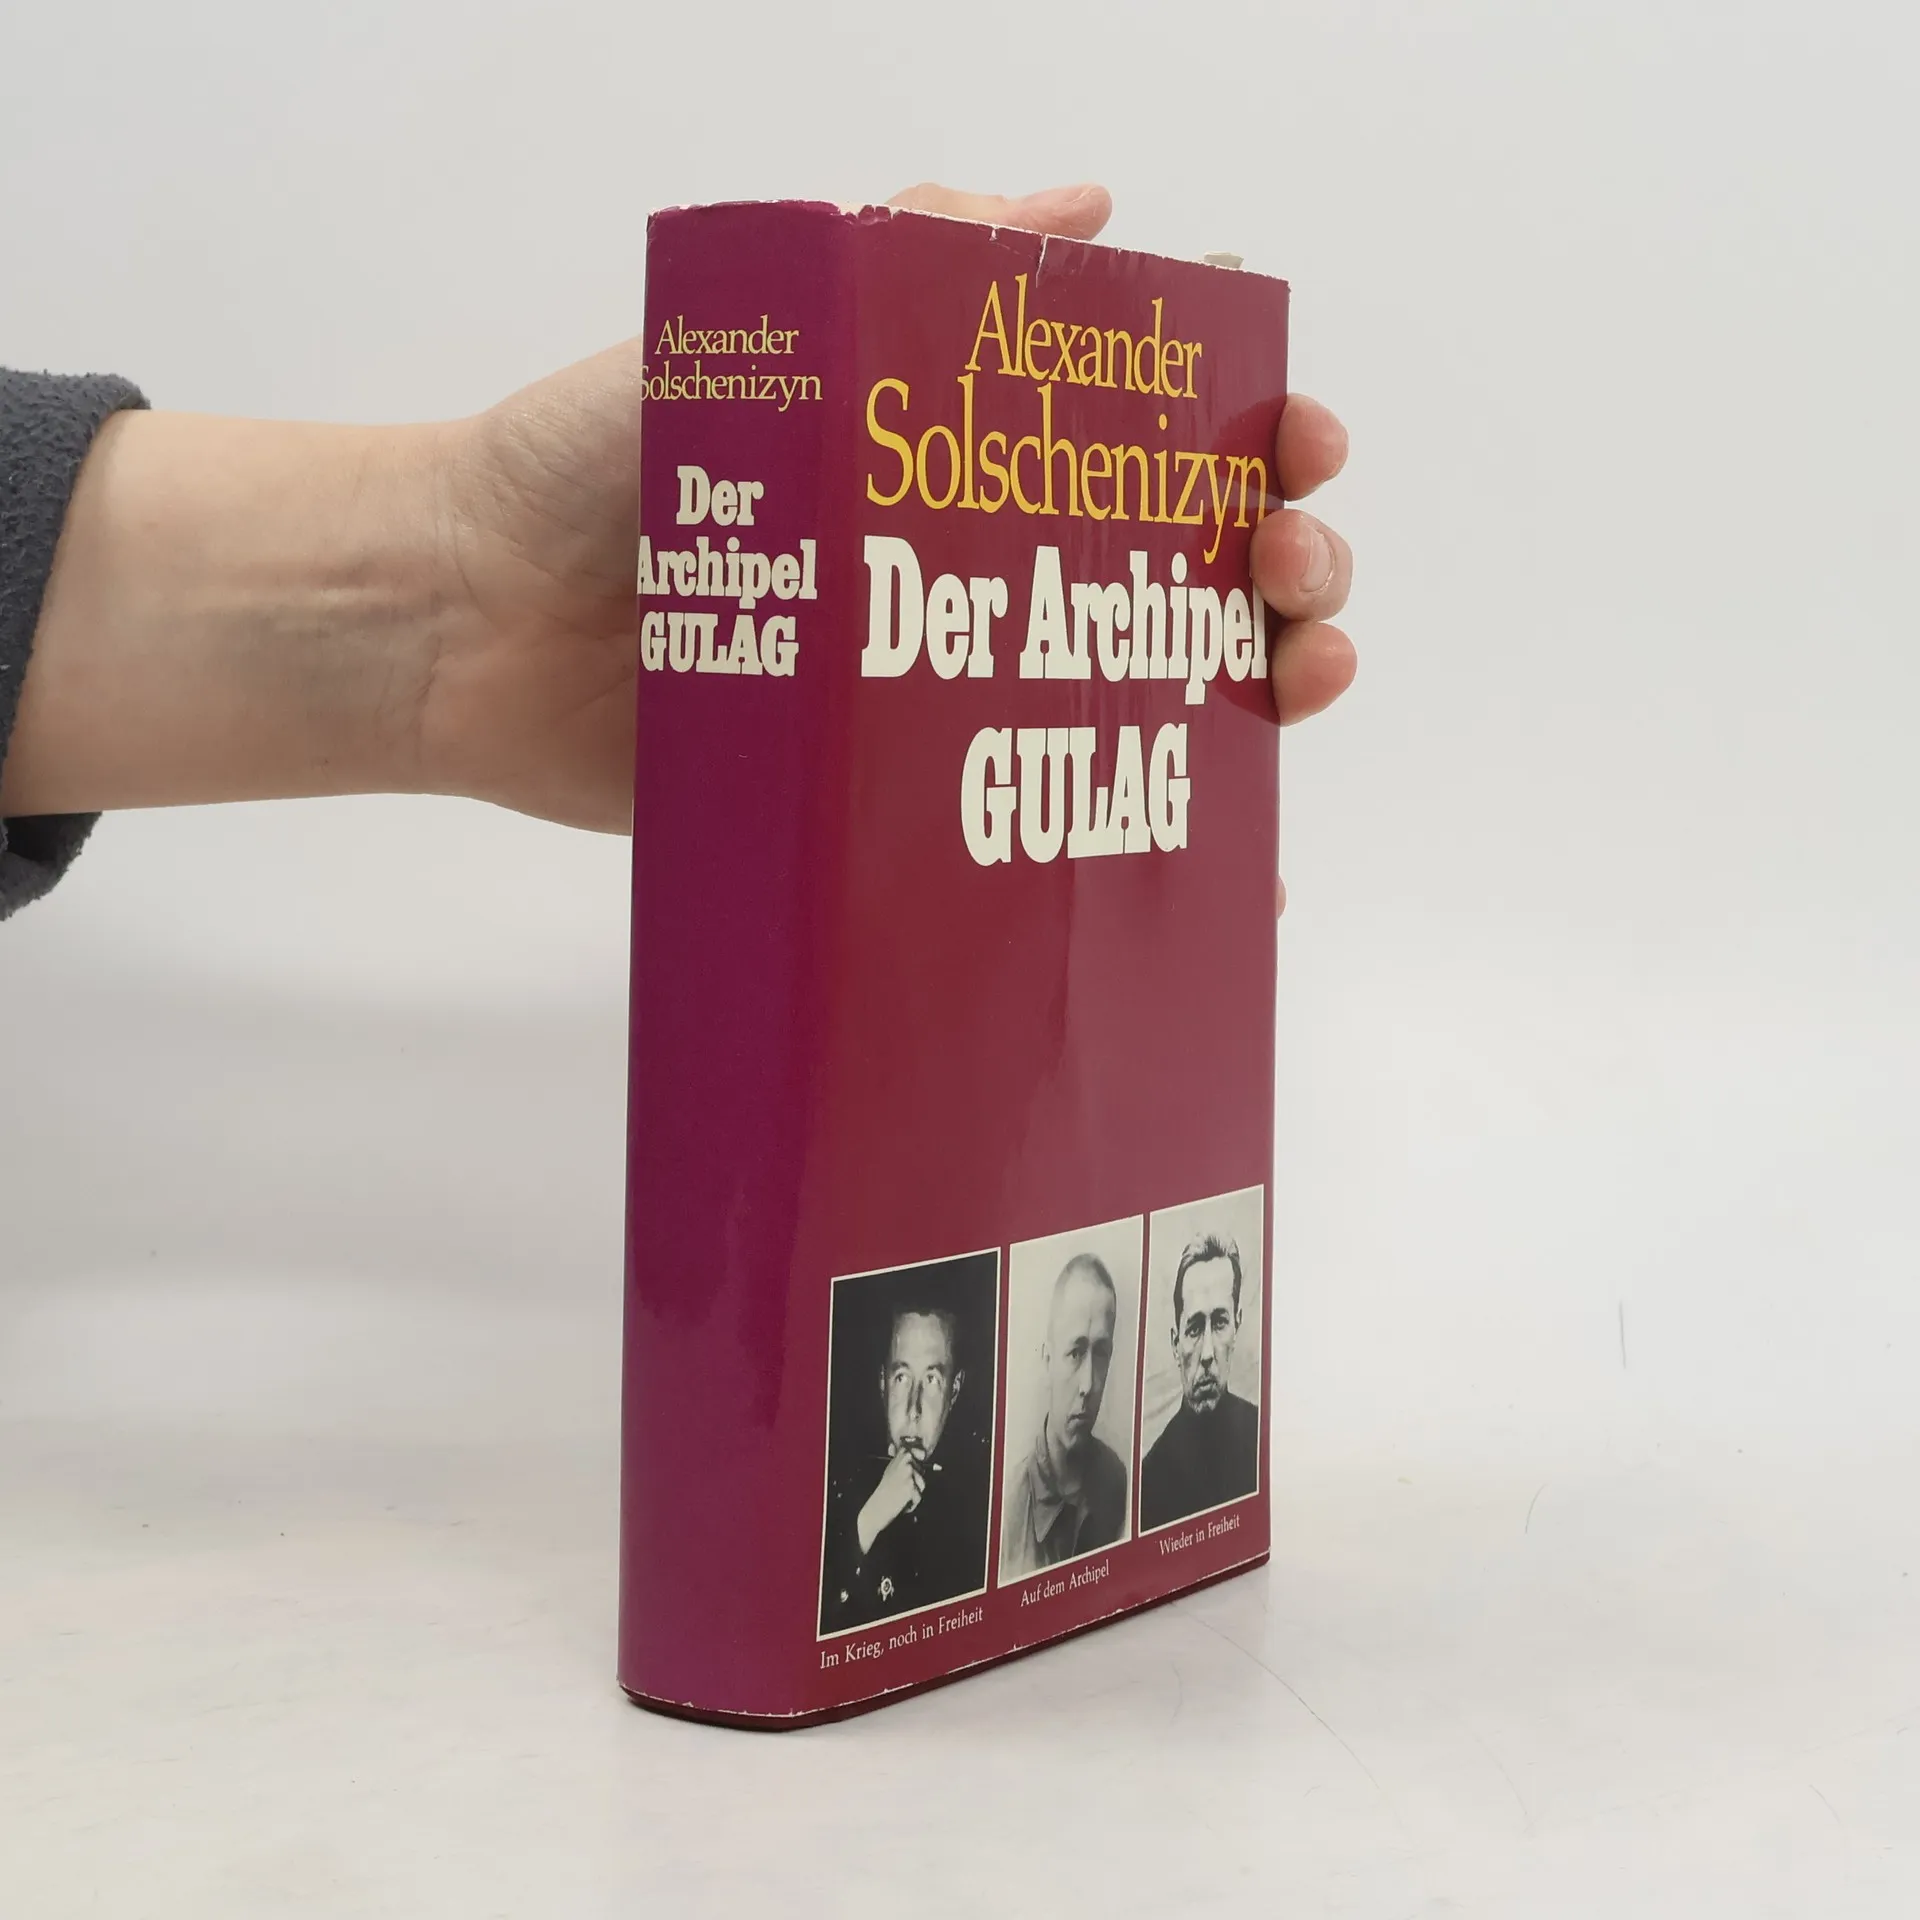 Alexander
Solschenizyn
Der
Archipel
GULAG
Alexander
Solschenizyn
Der Archipel
GULAG
Im Krieg, noch in Freiheit
Auf dem Archipel
Wieder in Freiheit